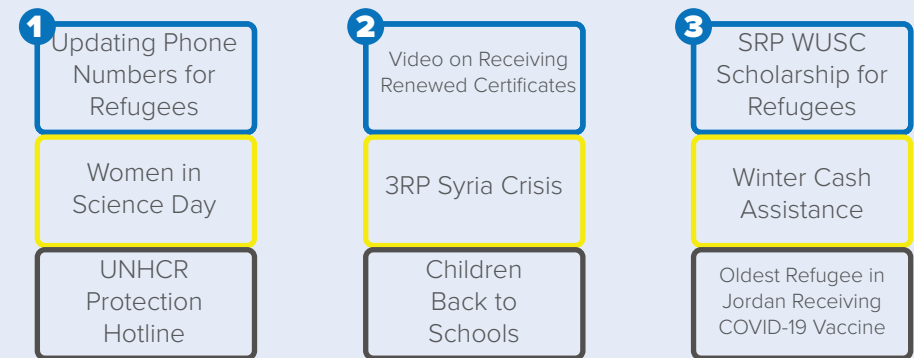 1
Updating Phone
Numbers for
Refugees
Women in
Science Day
UNHCR
Protection
Hotline
2
Video on Receiving
Renewed Certificates
3RP Syria Crisis
Children
Back to
Schools
3
SRP WUSC
Scholarship for
Refugees
Winter Cash
Assistance
Oldest Refugee in
Jordan Receiving
COVID-19 Vaccine